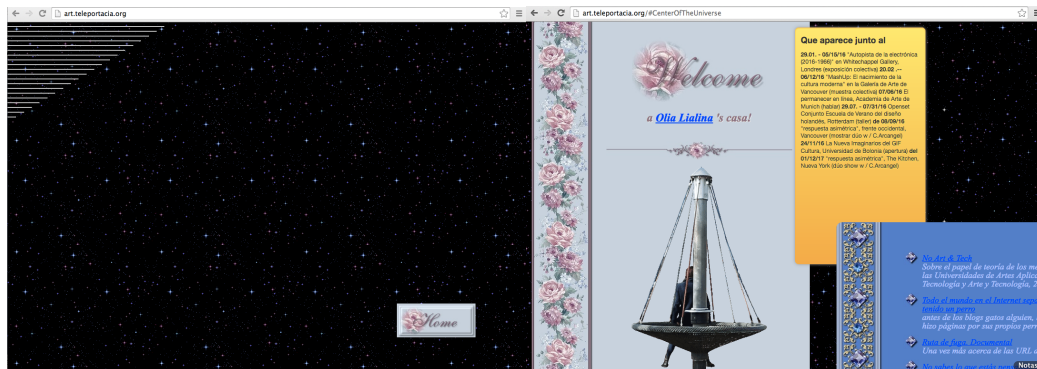 art.teleportacia.org
Home
art.teleportacia.org/#CenterOfTheUniverse
Welcome
a Olia Lialina 's casa!
Que aparece junto al
29.01. - 05/15/16 "Autopista de la electrónica
(2016-1966)" en Whitechappel Gallery,
Londres (exposición colectiva) 20.02 .--
06/12/16 "MashUp: El nacimiento de la
cultura moderna" en la Galería de Arte de
Vancouver (muestra colectiva) 07/06/16 El
permanecer en línea, Academia de Arte de
Munich (hablar) 29.07. - 07/31/16 Openset
Conjunto Escuela de Verano del diseño
holandés, Rotterdam (taller) de 08/09/16
"respuesta asimétrica", frente occidental,
Vancouver (mostrar dúo w / C.Arcangel)
24/11/16 La Nueva Imaginarios del GIF
Cultura, Universidad de Bolonia (apertura) del
01/12/17 "respuesta asimétrica", The Kitchen,
Nueva York (dúo show w / C.Arcangel)
No Art & Tech
Sobre el papel de teoría de los me
las Universidades de Artes Aplic
Tecnología y Arte y Tecnología, 2
Todo el mundo en el Internet sepa
tenido un perro
antes de los blogs gatos alguien,
hizo páginas por sus propios perr
Ruta de fuga. Documental
Una vez más acerca de las URL
No sabes lo que estás pens
Notas